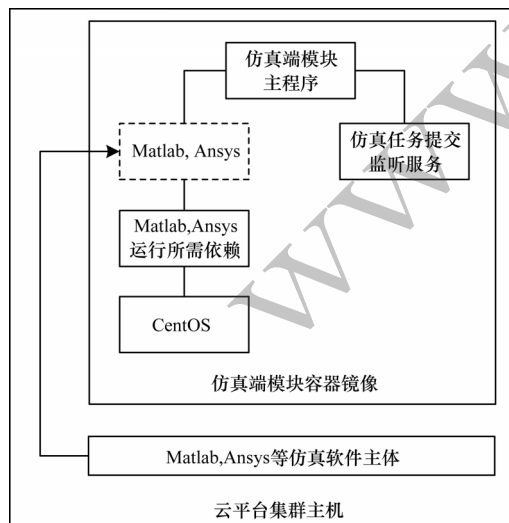 仿真端模块
主程序
Matlab, Ansys
仿真任务提交
监听服务
Matlab,Ansys
运行所需依赖
CentOS
仿真端模块容器镜像
Matlab,Ansys等仿真软件主体
云平台集群主机
WWW